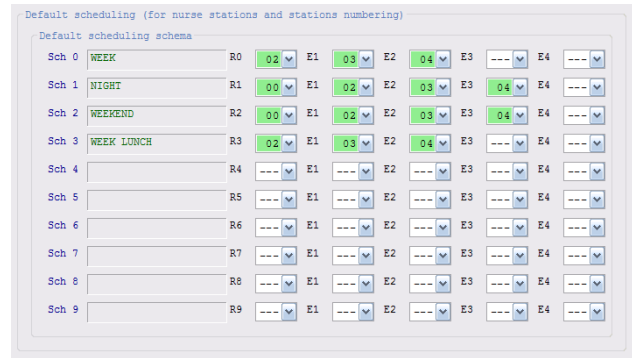 Default scheduling (for nurse stations and stations numbering)
Default scheduling schema
Sch 0 WEEK R0 02 E1 03 E2 04 E3 --- E4 ---
Sch 1 NIGHT R1 00 E1 02 E2 03 E3 04 E4 ---
Sch 2 WEEKEND R2 00 E1 02 E2 03 E3 04 E4 ---
Sch 3 WEEK LUNCH R3 02 E1 03 E2 04 E3 --- E4 ---
Sch 4 R4 --- E1 --- E2 --- E3 --- E4 ---
Sch 5 R5 --- E1 --- E2 --- E3 --- E4 ---
Sch 6 R6 --- E1 --- E2 --- E3 --- E4 ---
Sch 7 R7 --- E1 --- E2 --- E3 --- E4 ---
Sch 8 R8 --- E1 --- E2 --- E3 --- E4 ---
Sch 9 R9 --- E1 --- E2 --- E3 --- E4 ---